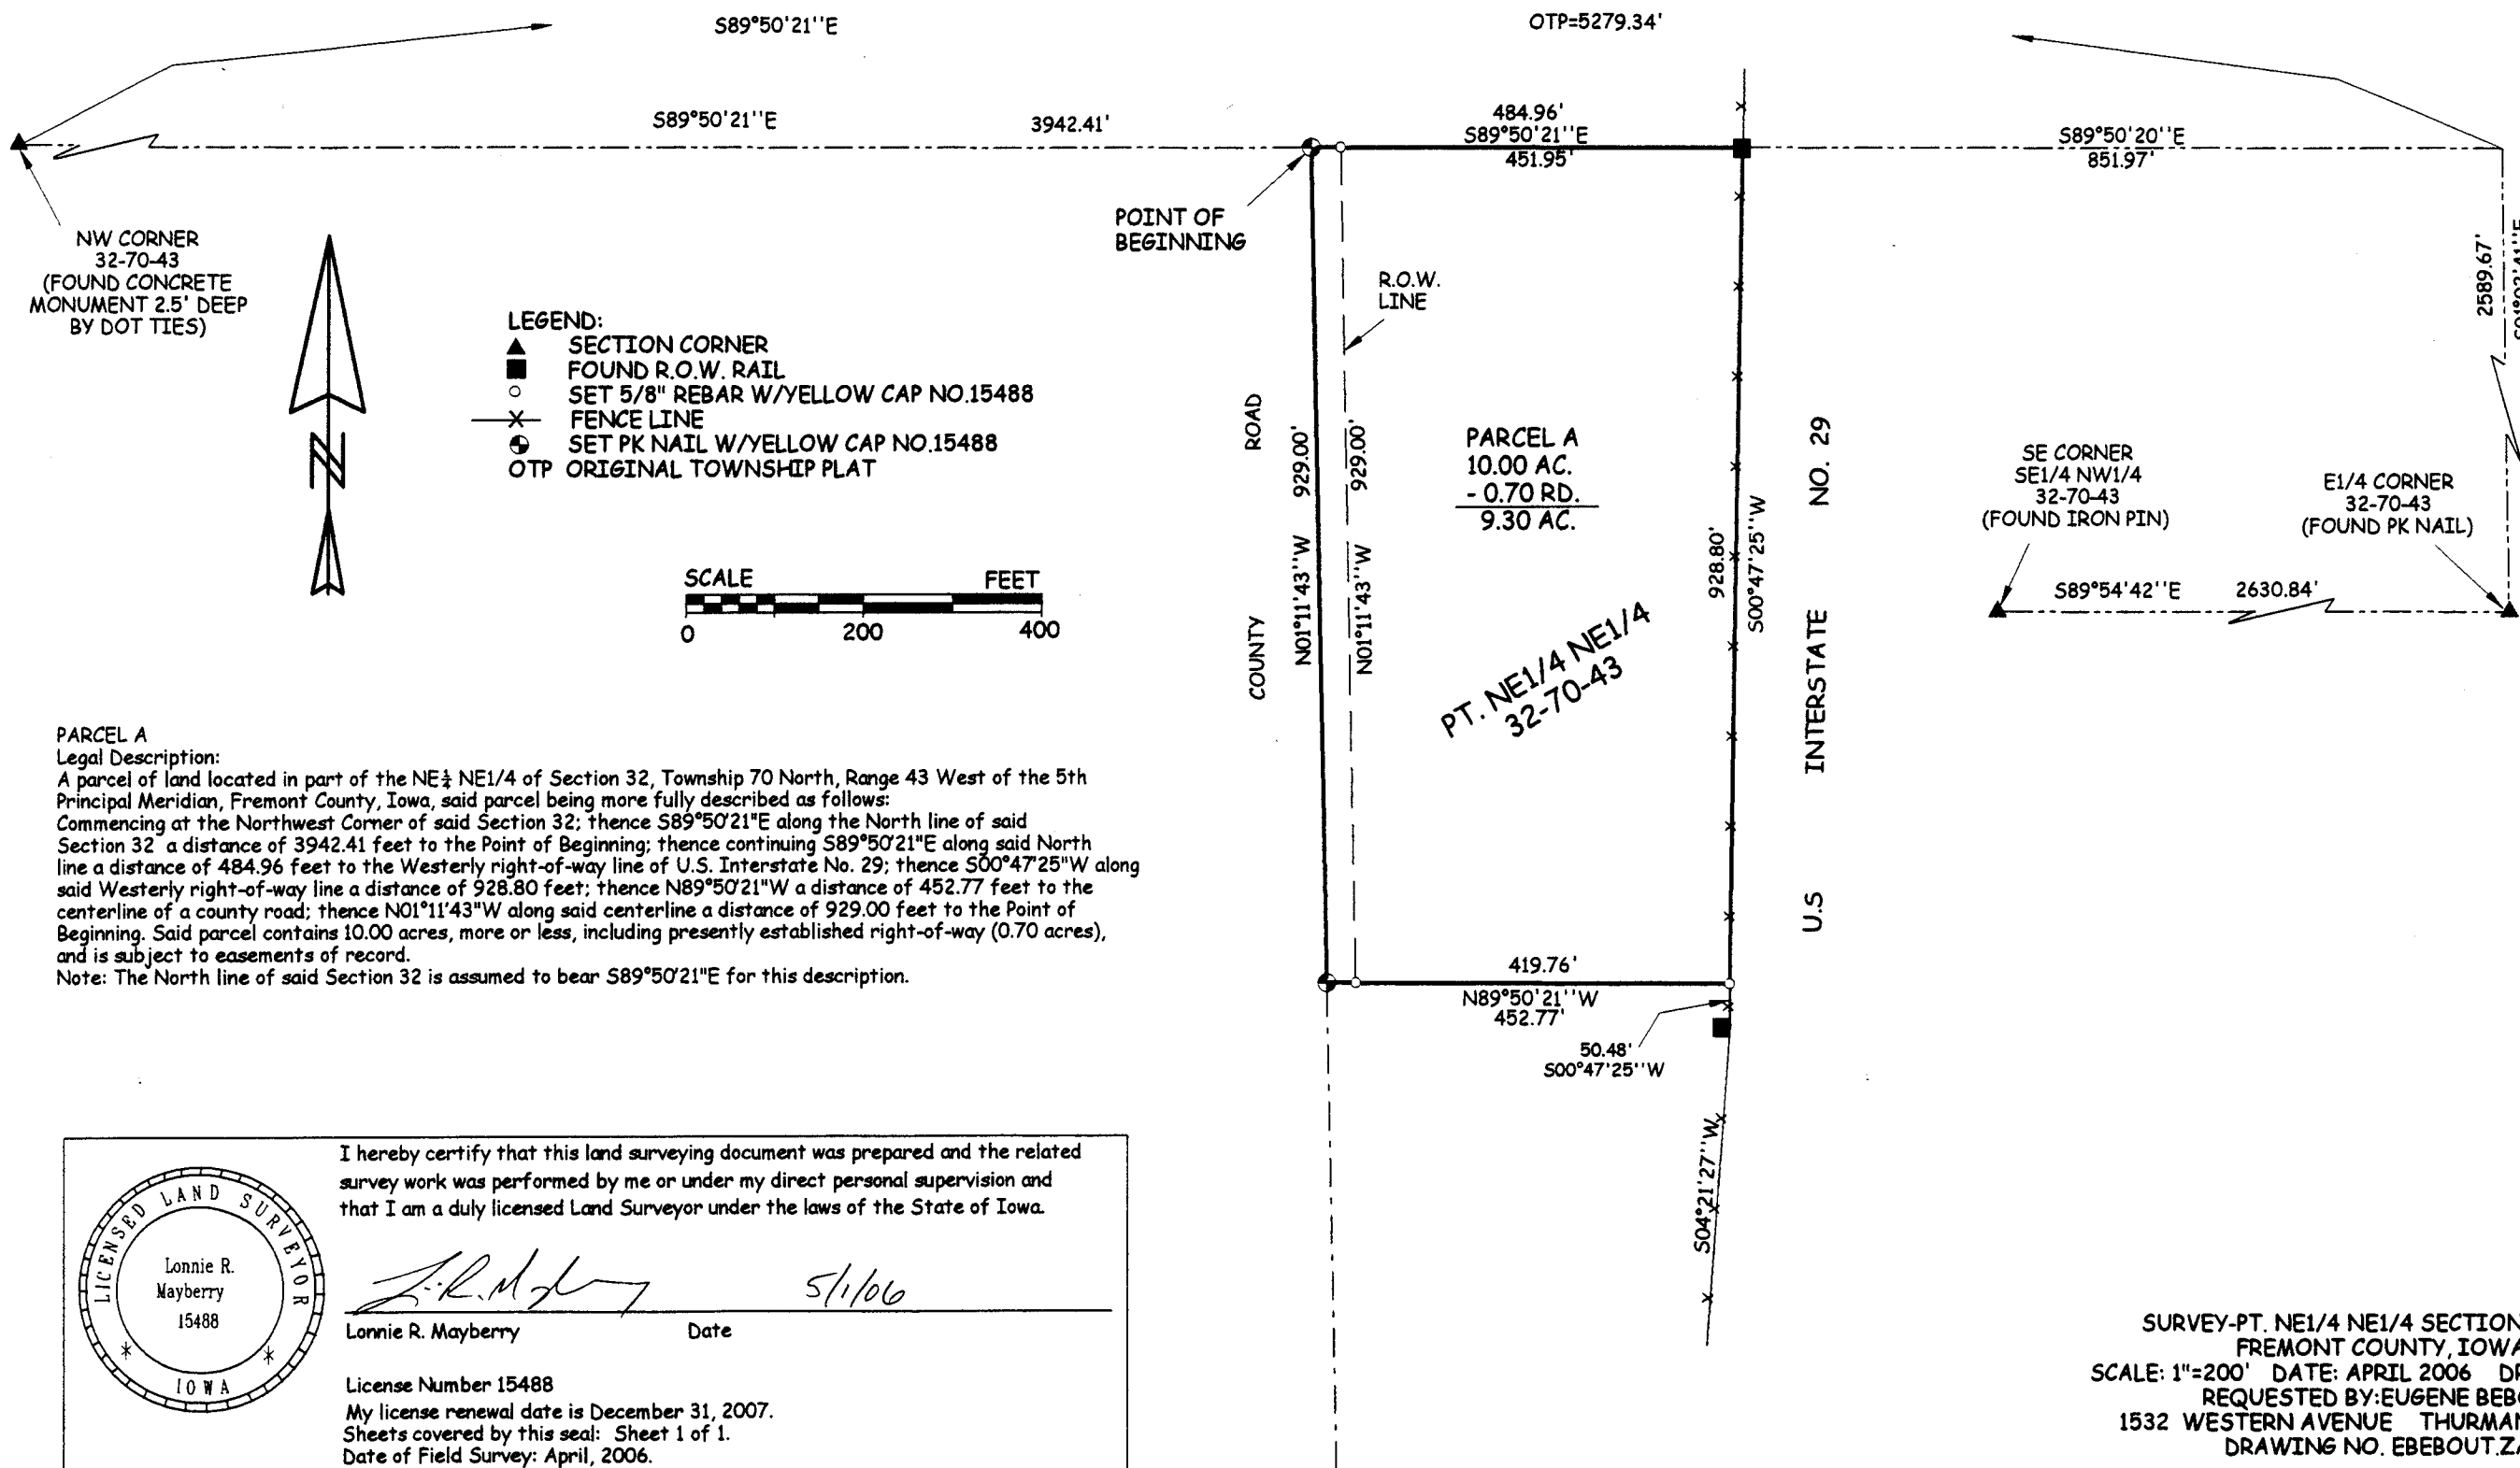 S89°50'21''E
OTP=5279.34'
S89°50'21''E
3942.41'
484.96'
S89°50'21''E
451.95'
S89°50'20''E
851.97'
NW CORNER
32-70-43
(FOUND CONCRETE
MONUMENT 2.5' DEEP
BY DOT TIES)
POINT OF
BEGINNING
R.O.W.
LINE
2589.67'
N
LEGEND:
SECTION CORNER
FOUND R.O.W. RAIL
SET 5/8" REBAR W/YELLOW CAP NO.15488
FENCE LINE
SET PK NAIL W/YELLOW CAP NO.15488
OTP ORIGINAL TOWNSHIP PLAT
SCALE FEET
0 200 400
COUNTY ROAD
N01°11'43''W 929.00'
N01°11'43''W 929.00'
PARCEL A
10.00 AC.
- 0.70 RD.
9.30 AC.
928.80'
S00°47'25''W
U.S INTERSTATE NO. 29
PT. NE1/4 NE1/4
32-70-43
SE CORNER
SE1/4 NW1/4
32-70-43
(FOUND IRON PIN)
E1/4 CORNER
32-70-43
(FOUND PK NAIL)
S89°54'42''E 2630.84'
PARCEL A
Legal Description:
A parcel of land located in part of the NE¼ NE1/4 of Section 32, Township 70 North, Range 43 West of the 5th
Principal Meridian, Fremont County, Iowa, said parcel being more fully described as follows:
Commencing at the Northwest Corner of said Section 32; thence S89°50'21"E along the North line of said
Section 32 a distance of 3942.41 feet to the Point of Beginning; thence continuing S89°50'21"E along said North
line a distance of 484.96 feet to the Westerly right-of-way line of U.S. Interstate No. 29; thence S00°47'25"W along
said Westerly right-of-way line a distance of 928.80 feet; thence N89°50'21"W a distance of 452.77 feet to the
centerline of a county road; thence N01°11'43"W along said centerline a distance of 929.00 feet to the Point of
Beginning. Said parcel contains 10.00 acres, more or less, including presently established right-of-way (0.70 acres),
and is subject to easements of record.
Note: The North line of said Section 32 is assumed to bear S89°50'21"E for this description.
419.76'
N89°50'21''W
452.77'
50.48'
S00°47'25''W
S04°21'27''W
I hereby certify that this land surveying document was prepared and the related
survey work was performed by me or under my direct personal supervision and
that I am a duly licensed Land Surveyor under the laws of the State of Iowa.
LICENSED LAND SURVEYOR
Lonnie R.
Mayberry
15488
IOWA
5/1/06
Lonnie R. Mayberry Date
License Number 15488
My license renewal date is December 31, 2007.
Sheets covered by this seal: Sheet 1 of 1.
Date of Field Survey: April, 2006.
SURVEY-PT. NE1/4 NE1/4 SECTION
FREMONT COUNTY, IOWA
SCALE: 1"=200' DATE: APRIL 2006
REQUESTED BY:EUGENE
1532 WESTERN AVENUE THURMAN
DRAWING NO. EBEBOUT.